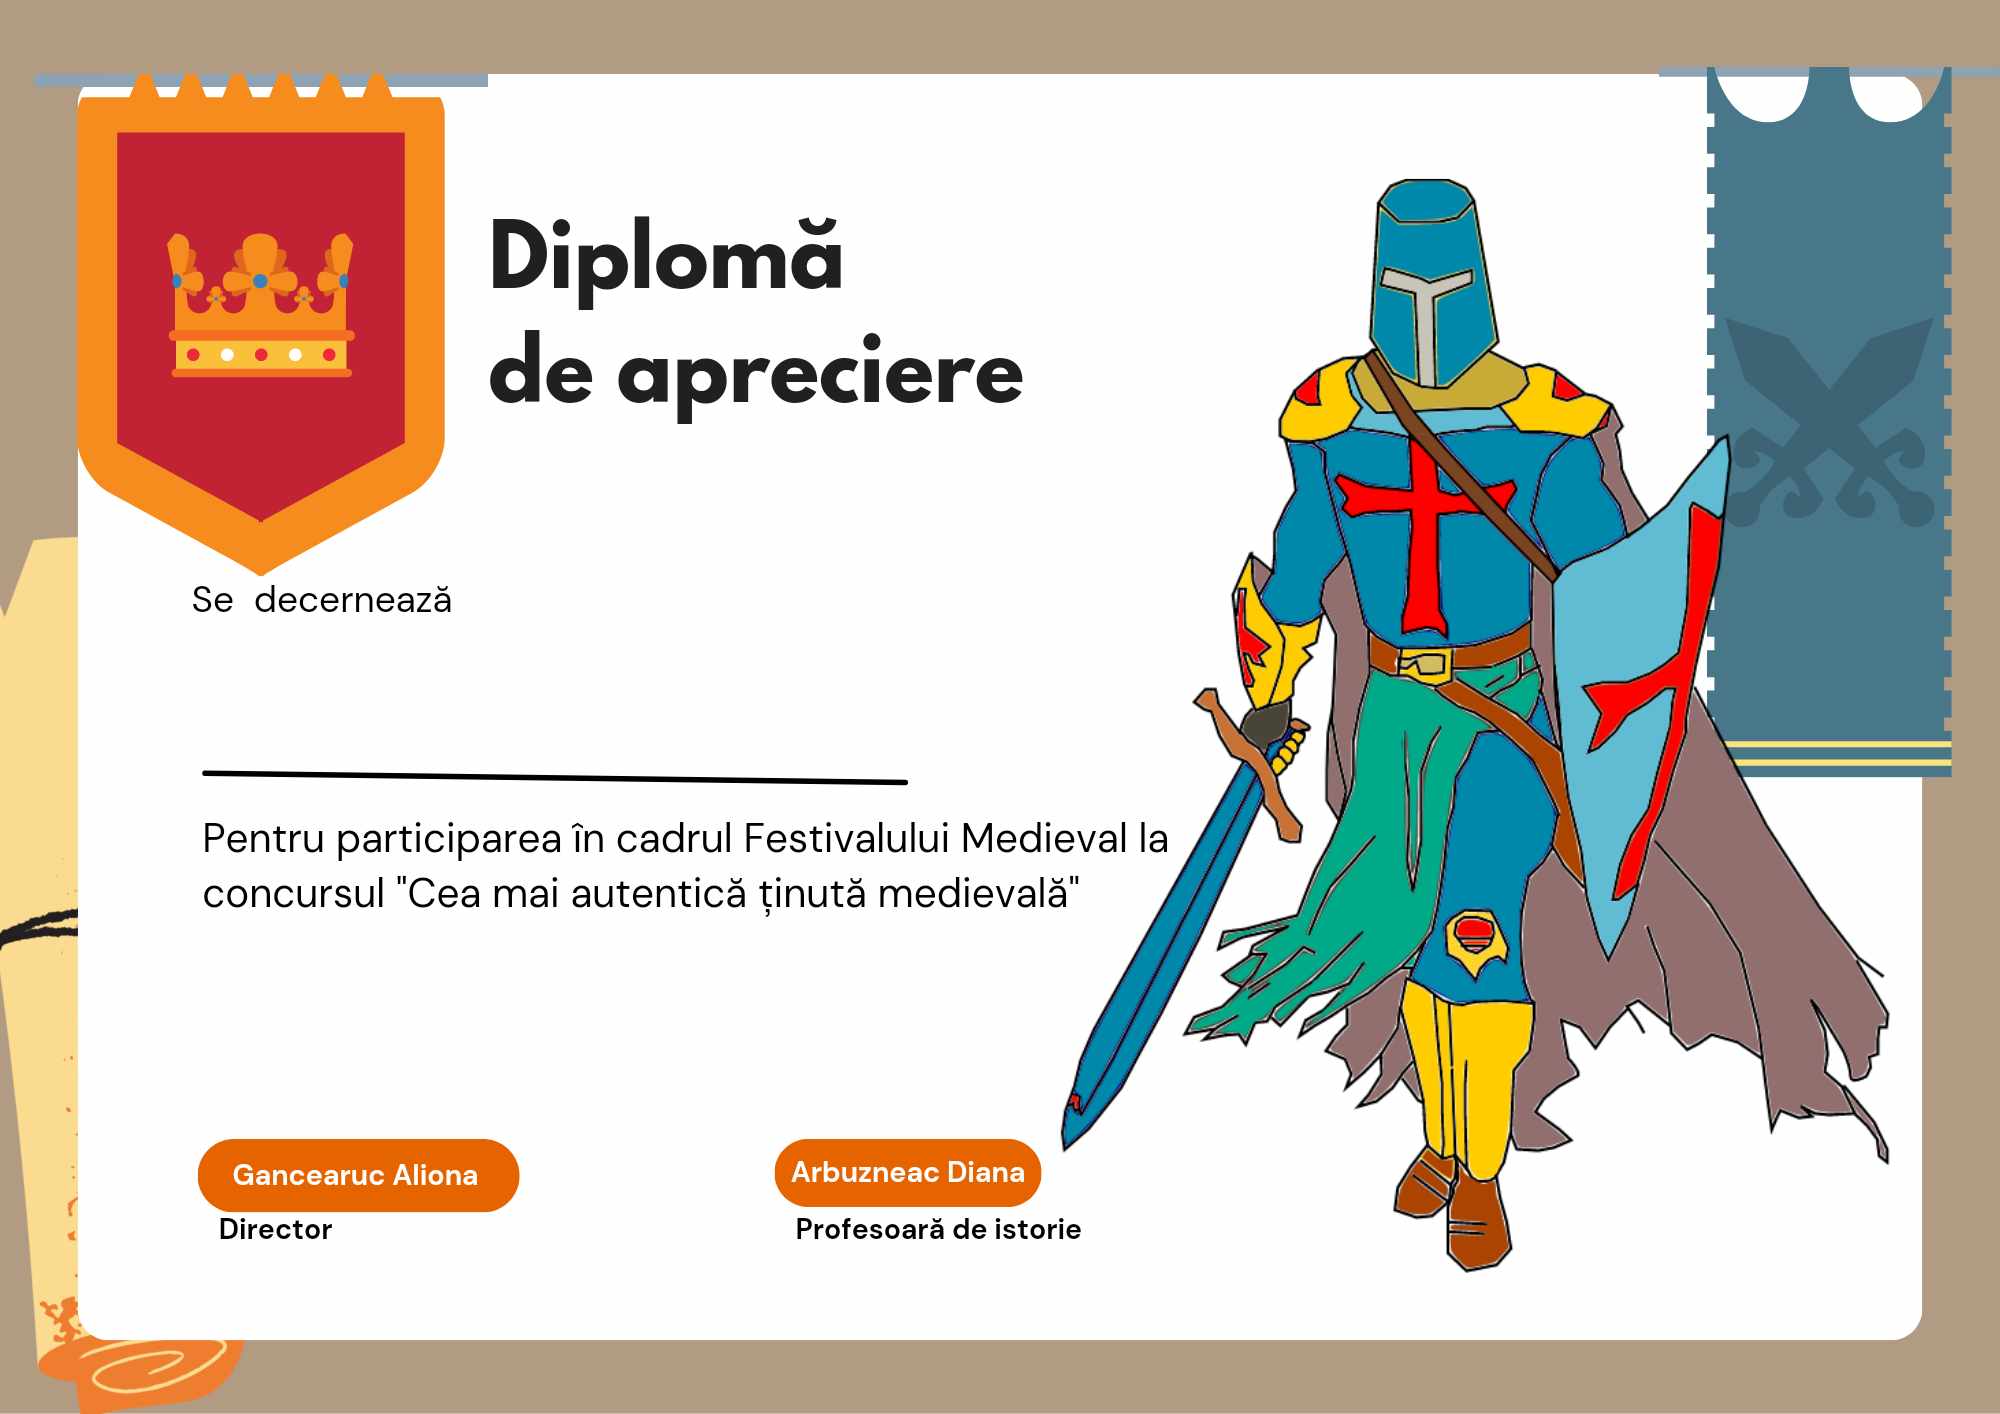 Diplomă
de apreciere
Se decernează
Pentru participarea în cadrul Festivalului Medieval la
concursul "Cea mai autentică ținută medievală"
Gancearuc Aliona
Director
Arbuzneac Diana
Profesoară de istorie